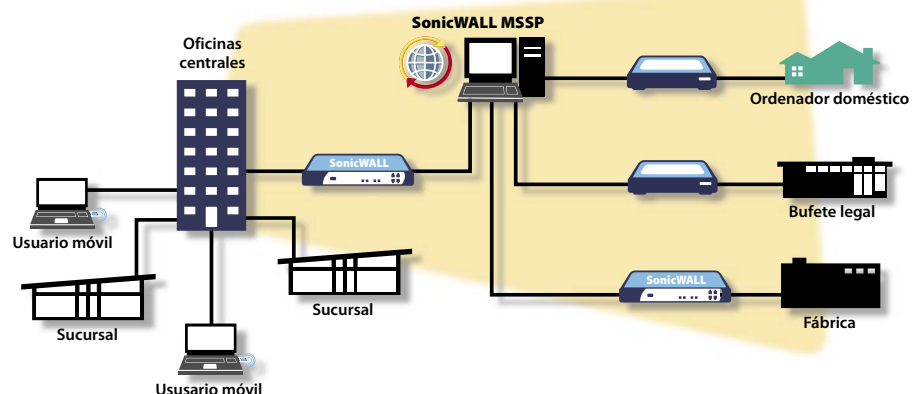 SonicWALL MSSP
Oficinas
centrales
Ordenador doméstico
SonicWALL
Usuario móvil
Bufete legal
Sucursal
SonicWALL
Sucursal
Fábrica
Ususario móvil